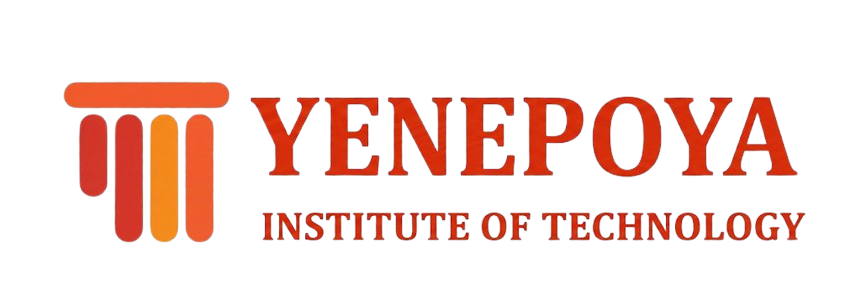 YENEPOYA
INSTITUTE OF TECHNOLOGY